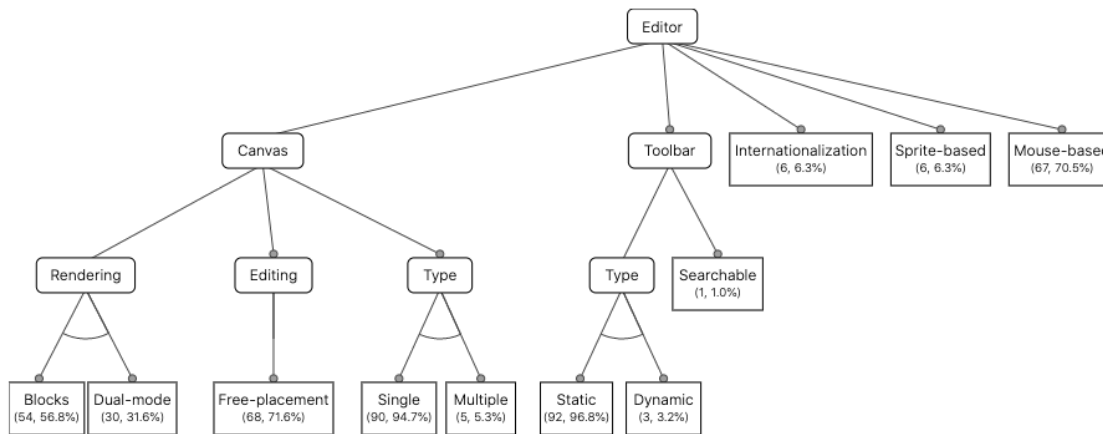 Editor
Canvas
Toolbar
Internationalization
(6, 6.3%)
Sprite-based
(6, 6.3%)
Mouse-based
(67, 70.5%)
Rendering
Editing
Type
Type
Searchable
(1, 1.0%)
Blocks
(54, 56.8%)
Dual-mode
(30, 31.6%)
Free-placement
(68, 71.6%)
Single
(90, 94.7%)
Multiple
(5, 5.3%)
Static
(92, 96.8%)
Dynamic
(3, 3.2%)